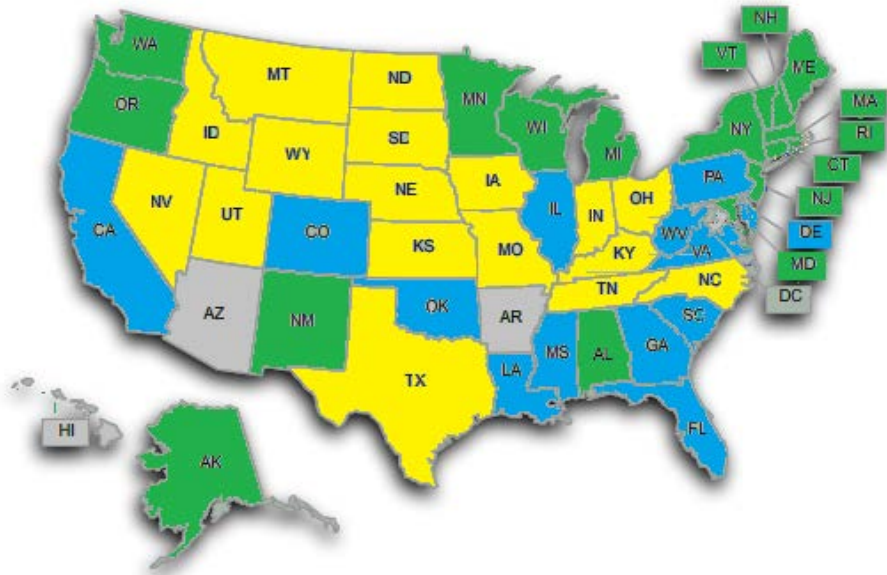 NH
WA
VT
ME
MT
ND
MN
MA
OR
NY
WI
RI
ID
SD
MI
WY
CT
PA
IA
NE
NJ
OH
NV
IL
IN
UT
DE
CA
CO
WV
VA
KS
MO
KY
MD
NC
TN
DC
AZ
OK
NM
AR
SC
MS
AL
GA
LA
TX
FL
HI
AK